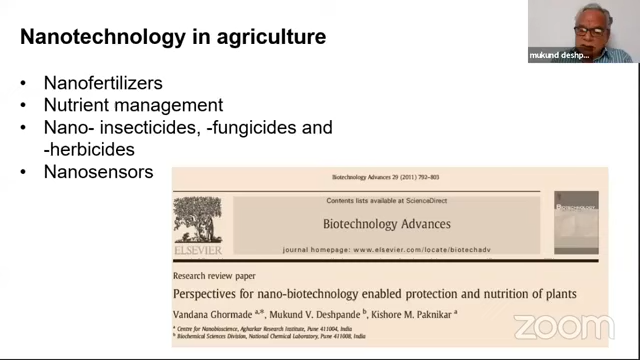 Nanotechnology in agriculture
mukund deshp...
• Nanofertilizers
• Nutrient management
• Nano- insecticides, -fungicides and
-herbicides
• Nanosensors
Biotechnology Advances 29 (2011) 792–803
Contents lists available at ScienceDirect
Biotechnology Advances
journal homepage: www.elsevier.com/locate/biotechadv
ELSEVIER
Research review paper
Perspectives for nano-biotechnology enabled protection and nutrition of plants
Vandana Ghormade a,*, Mukund V. Deshpande b, Kishore M. Paknikar a
a Centre for Nanobioscience, Agharkar Research Institute, Pune 411004, India
b Biochemical Sciences Division, National Chemical Laboratory, Pune 411008, India
zoom